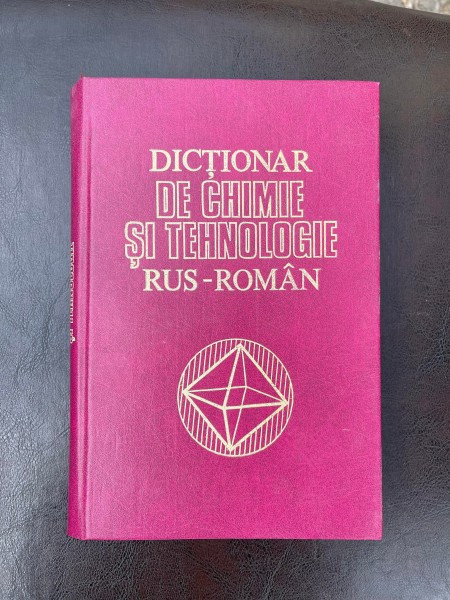 DICȚIONAR
DE CHIMIE
ȘI TEHNOLOGIE
RUS-ROMÂN